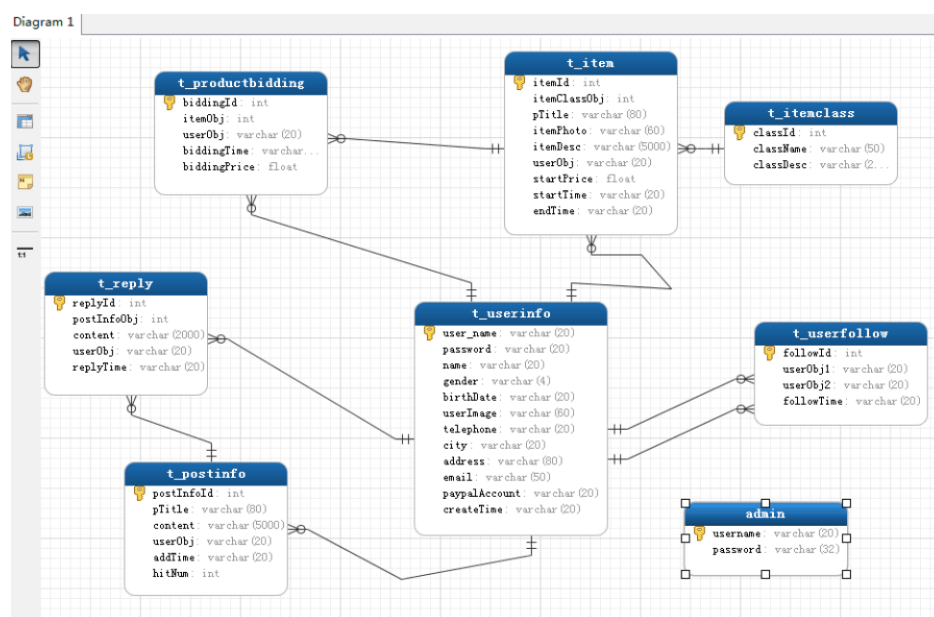 Diagram 1
t_productbidding
biddingId: int
itemObj: int
userObj: varchar(20)
biddingTime: varchar...
biddingPrice: float
t_item
itemId: int
itemClassObj: int
pTitle: varchar(80)
itemPhoto: varchar(60)
itemDesc: varchar(5000)
userObj: varchar(20)
startPrice: float
startTime: varchar(20)
endTime: varchar(20)
t_itemclass
classId: int
className: varchar(50)
classDesc: varchar(2...
1:1
t_reply
replyId: int
postInfoObj: int
content: varchar(2000)
userObj: varchar(20)
replyTime: varchar(20)
t_userinfo
user_name: varchar(20)
password: varchar(20)
name: varchar(20)
gender: varchar(4)
birthDate: varchar(20)
userImage: varchar(60)
telephone: varchar(20)
city: varchar(20)
address: varchar(80)
email: varchar(50)
paypalAccount: varchar(20)
createTime: varchar(20)
t_userfollow
followId: int
userObj1: varchar(20)
userObj2: varchar(20)
followTime: varchar(20)
t_postinfo
postInfoId: int
pTitle: varchar(80)
content: varchar(5000)
userObj: varchar(20)
addTime: varchar(20)
hitNum: int
admin
username: varchar(20)
password: varchar(32)